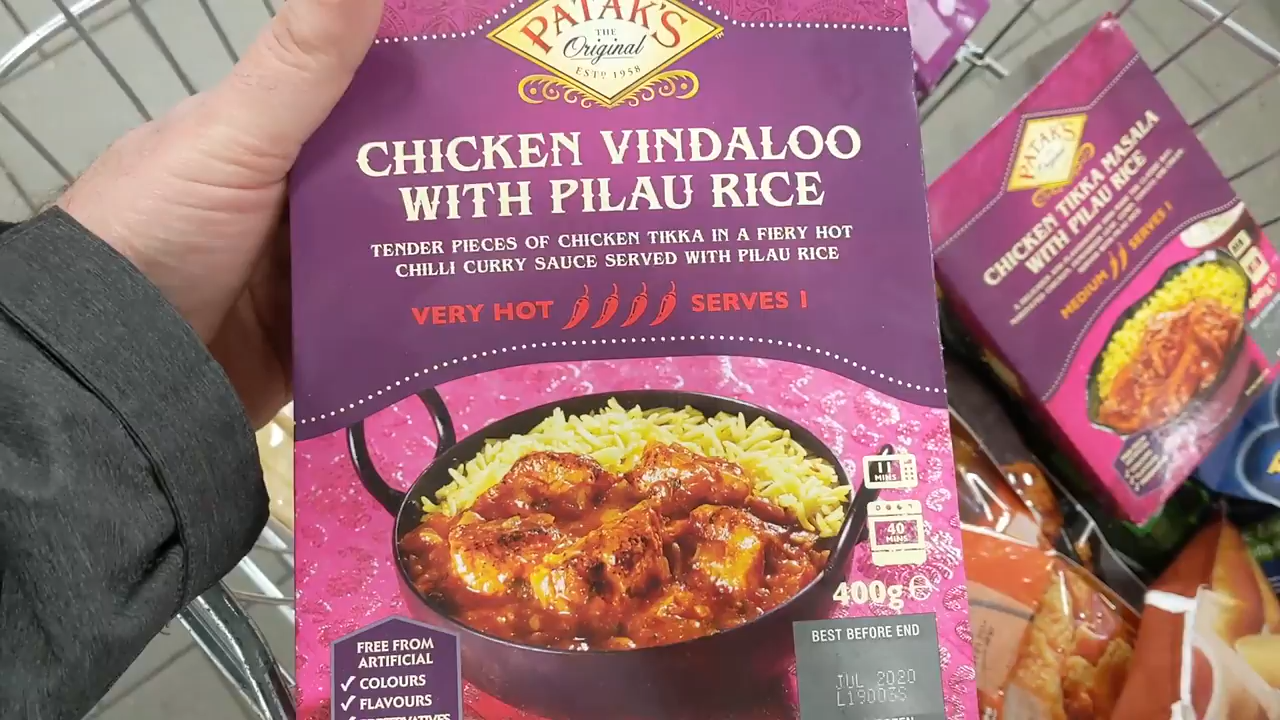 PATAK'S
THE
Original
ESTD 1958
CHICKEN VINDALOO
WITH PILAU RICE
TENDER PIECES OF CHICKEN TIKKA IN A FIERY HOT
CHILLI CURRY SAUCE SERVED WITH PILAU RICE
VERY HOT SERVES 1
11
MINS
40
MINS
400g e
FREE FROM
ARTIFICIAL
✓ COLOURS
✓ FLAVOURS
✓ PRESERVATIVES
BEST BEFORE END
JUL 2020
L19003S
PATAK'S
Original
CHICKEN TIKKA MASALA
WITH PILAU RICE
MEDIUM SERVES 1
400g